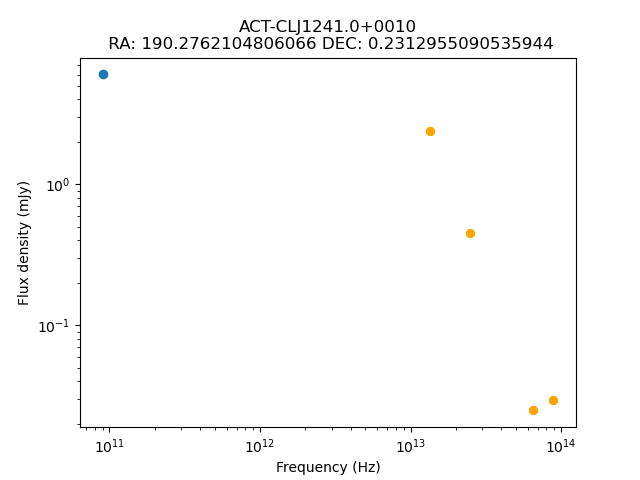 ACT-CLJ1241.0+0010
RA: 190.2762104806066 DEC: 0.2312955090535944
Flux density (mJy)
10⁰
10⁻¹
10¹¹ 10¹² 10¹³ 10¹⁴
Frequency (Hz)